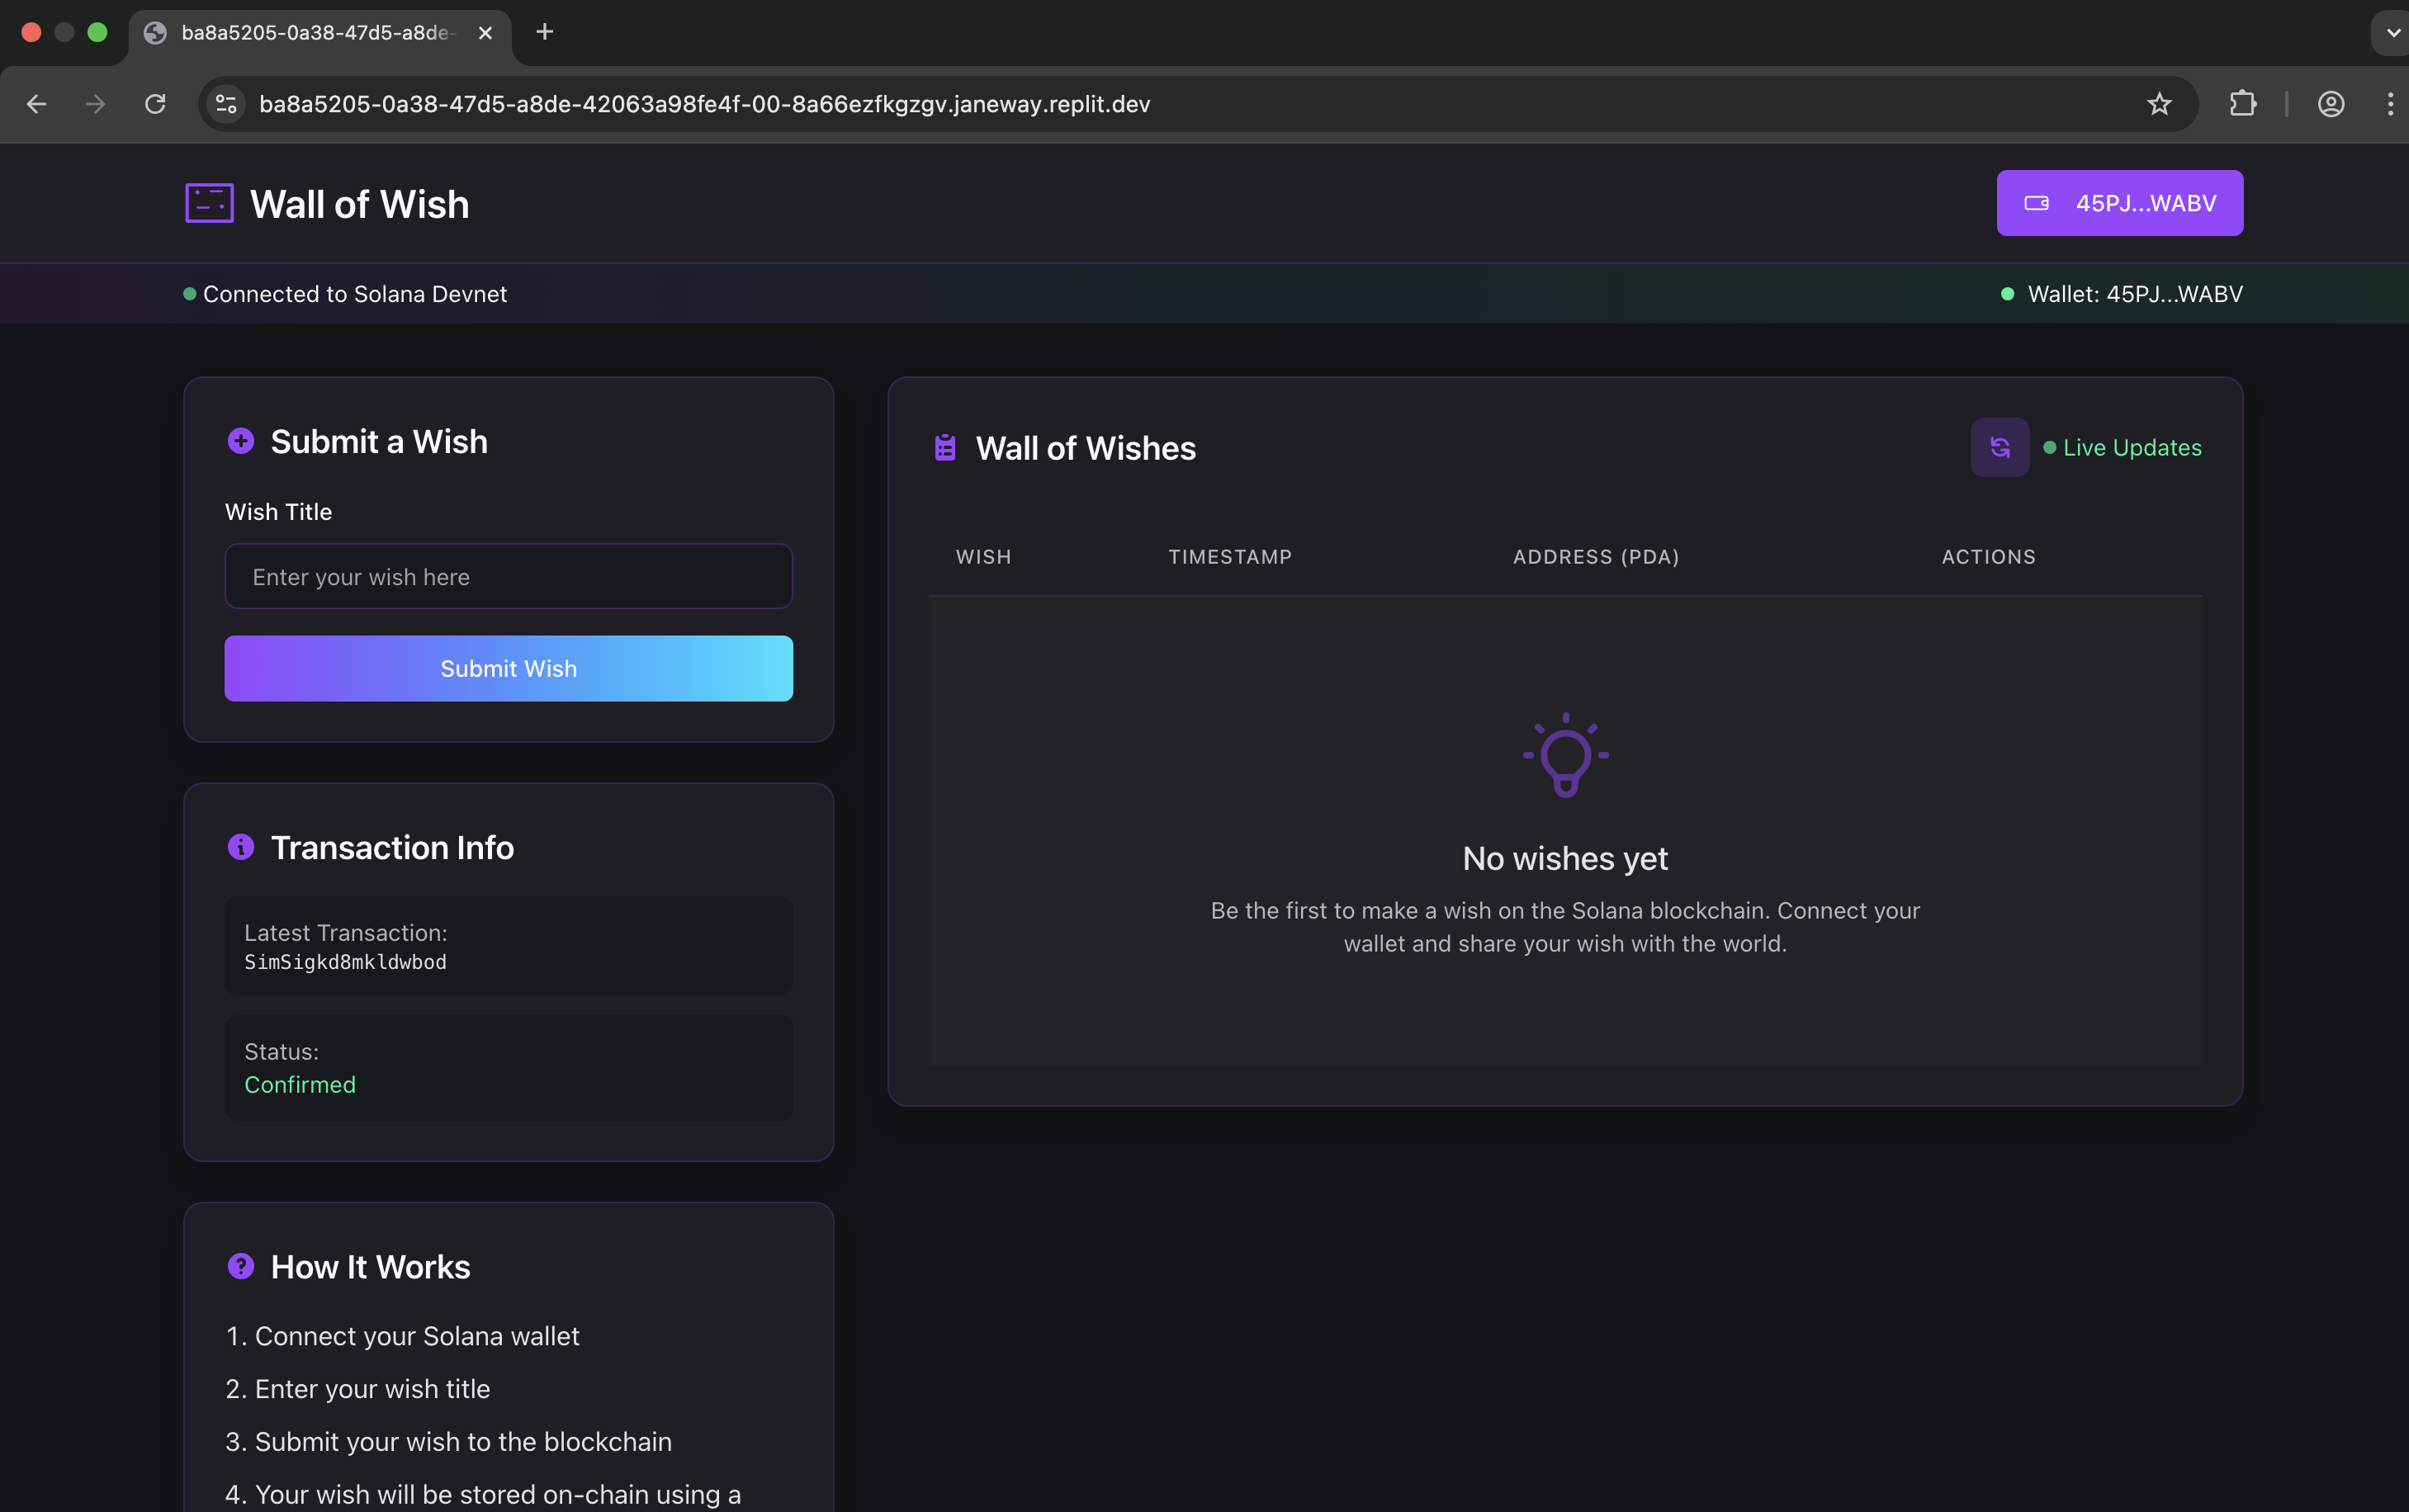 ba8a5205-0a38-47d5-a8de-
ba8a5205-0a38-47d5-a8de-42063a98fe4f-00-8a66ezfkgzgv.janeway.replit.dev
Wall of Wish
45PJ...WABV
Connected to Solana Devnet
Wallet: 45PJ...WABV
Submit a Wish
Wish Title
Enter your wish here
Submit Wish
Transaction Info
Latest Transaction:
SimSigkd8mkldwbod
Status:
Confirmed
How It Works
1. Connect your Solana wallet
2. Enter your wish title
3. Submit your wish to the blockchain
4. Your wish will be stored on-chain using a
Wall of Wishes
Live Updates
WISH TIMESTAMP ADDRESS (PDA) ACTIONS
No wishes yet
Be the first to make a wish on the Solana blockchain. Connect your
wallet and share your wish with the world.